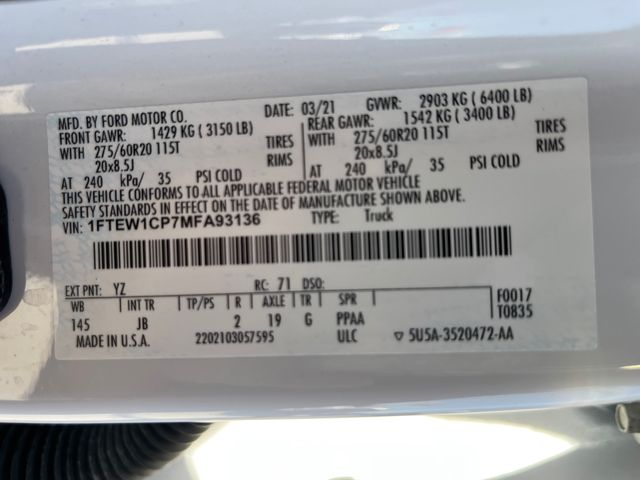 MFD. BY FORD MOTOR CO. DATE: 03/21 GVWR: 2903 KG ( 6400 LB)
FRONT GAWR: 1429 KG ( 3150 LB) REAR GAWR: 1542 KG ( 3400 LB)
WITH 275/60R20 115T TIRES WITH 275/60R20 115T TIRES
20x8.5J RIMS 20x8.5J RIMS
AT 240 kPa/ 35 PSI COLD AT 240 kPa/ 35 PSI COLD
THIS VEHICLE CONFORMS TO ALL APPLICABLE FEDERAL MOTOR VEHICLE
SAFETY STANDARDS IN EFFECT ON THE DATE OF MANUFACTURE SHOWN ABOVE.
VIN: 1FTEW1CP7MFA93136 TYPE: Truck
EXT PNT: YZ RC: 71 DSO:
WB INT TR TP/PS R AXLE TR SPR F0017
145 JB 2 19 G PPAA T0835
MADE IN U.S.A. 2202103057595 ULC ▽ 5U5A-3520472-AA